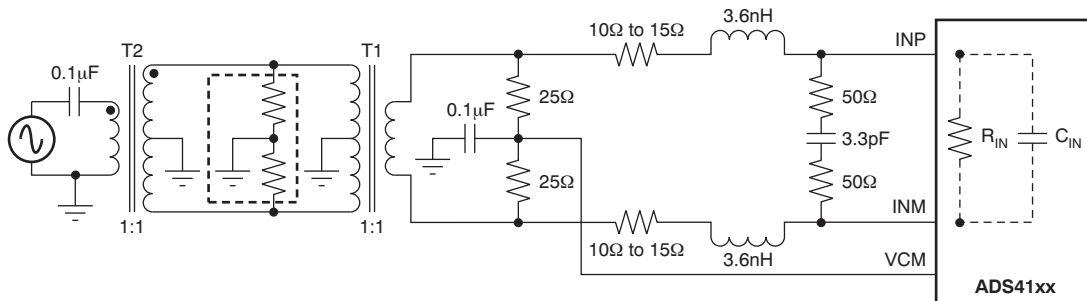 3.6nH
10Ω to 15Ω
T2
T1
INP
0.1μF
0.1μF
25Ω
50Ω
3.3pF
R_IN
C_IN
25Ω
50Ω
INM
1:1
1:1
10Ω to 15Ω
3.6nH
VCM
ADS41xx